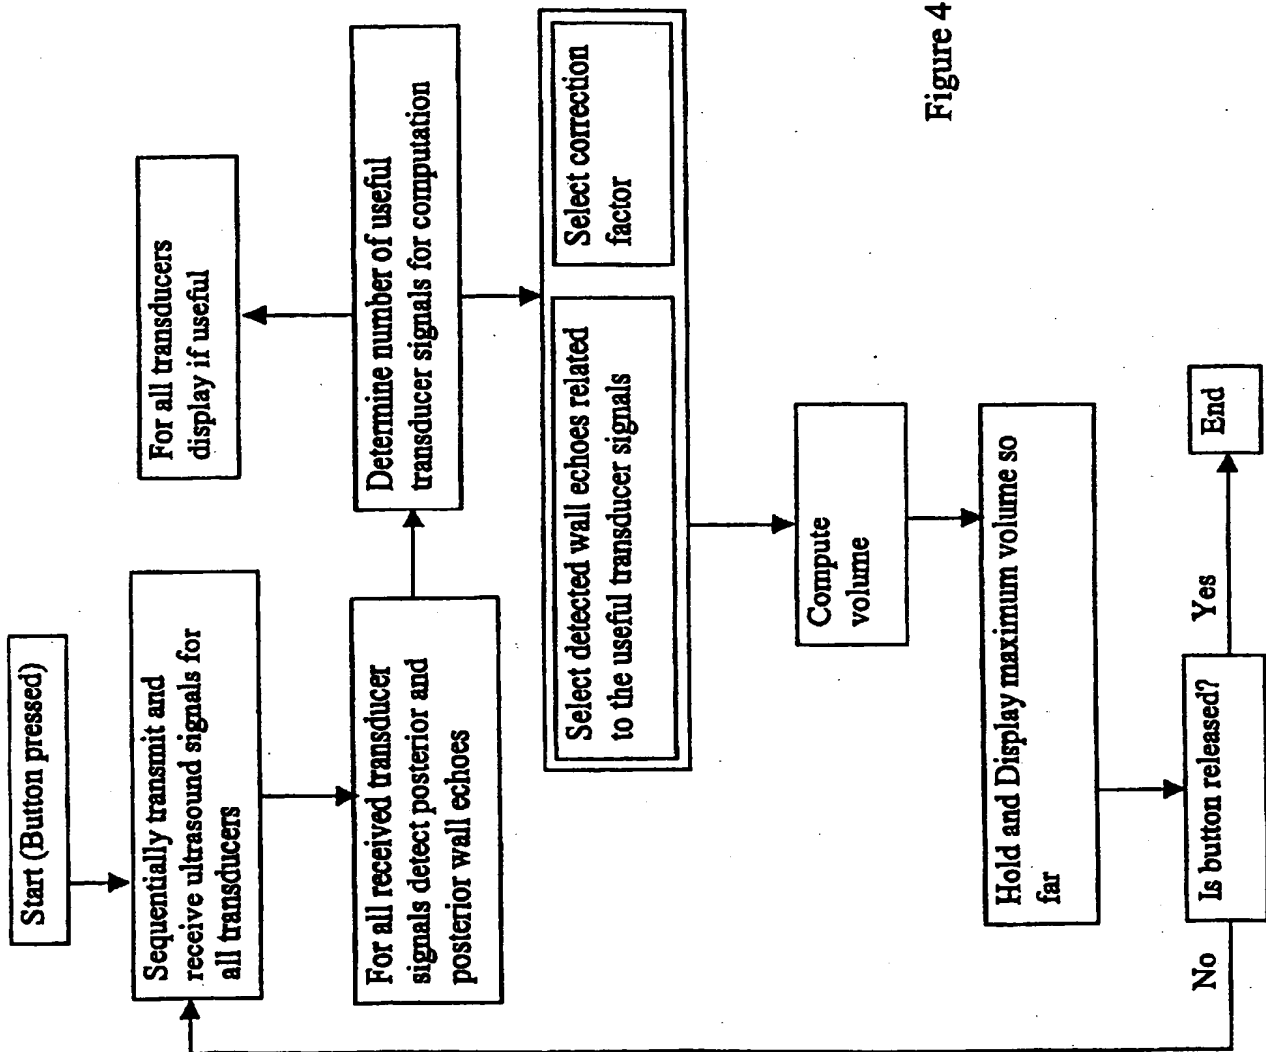 Start (Button pressed)
Sequentially transmit and
receive ultrasound signals for
all transducers
For all received transducer
signals detect posterior and
posterior wall echoes
For all transducers
display if useful
Determine number of useful
transducer signals for computation
Select detected wall echoes related
to the useful transducer signals
Select correction
factor
Compute
volume
Hold and Display maximum volume so
far
Is button released?
No
Yes
End
Figure 4